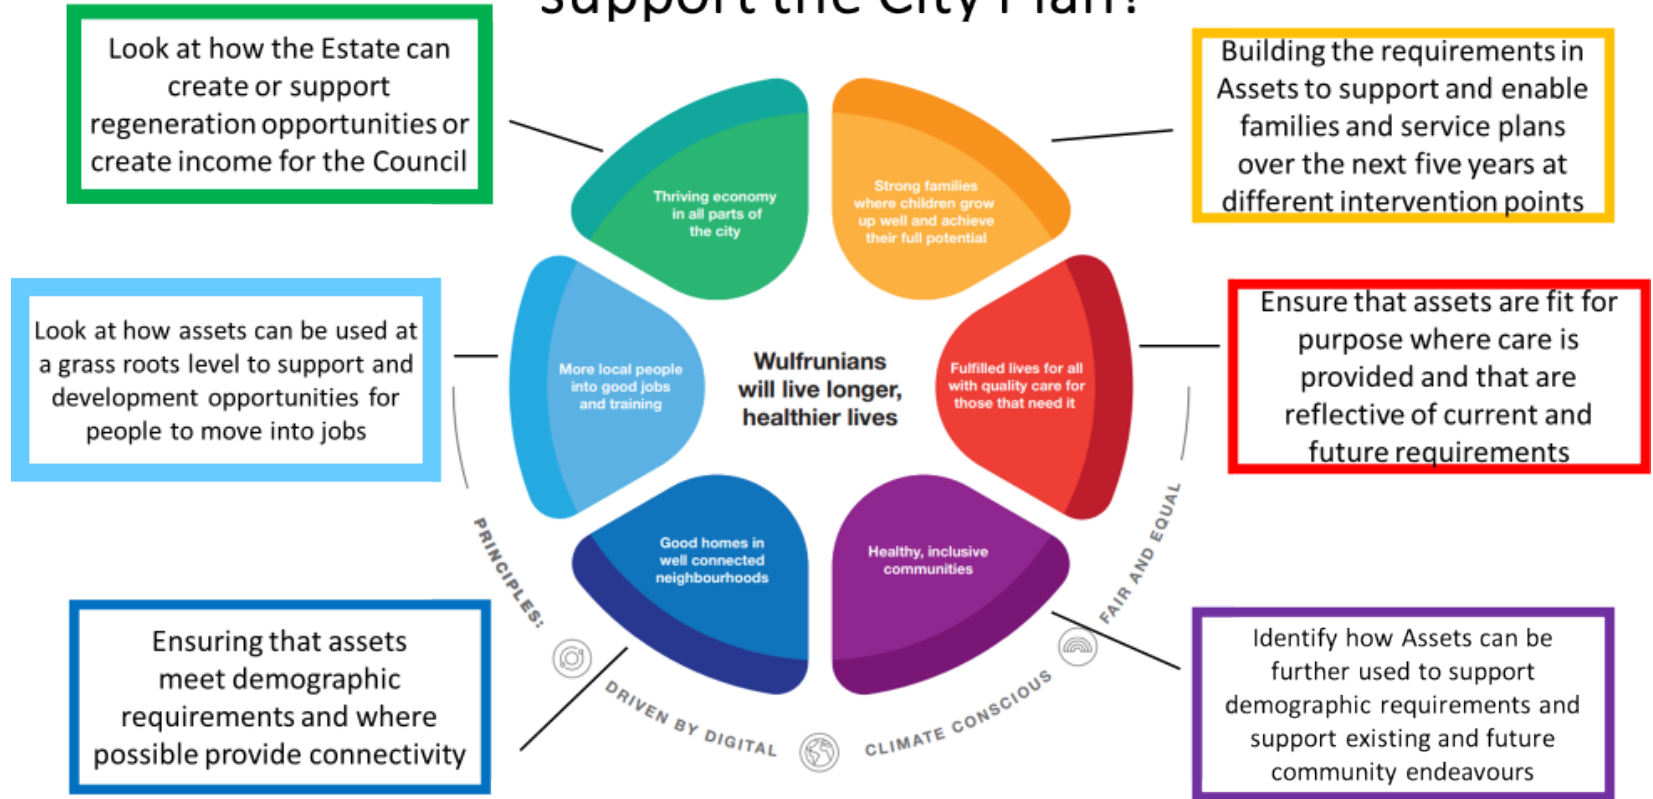 support the City Plan?
Look at how the Estate can
create or support
regeneration opportunities or
create income for the Council
Building the requirements in
Assets to support and enable
families and service plans
over the next five years at
different intervention points
Thriving economy
in all parts of
the city
Strong families
where children grow
up well and achieve
their full potential
Look at how assets can be used at
a grass roots level to support and
development opportunities for
people to move into jobs
More local people
into good jobs
and training
Wulfrunians
will live longer,
healthier lives
Fulfilled lives for all
with quality care for
those that need it
Ensure that assets are fit for
purpose where care is
provided and that are
reflective of current and
future requirements
Good homes in
well connected
neighbourhoods
Healthy, inclusive
communities
Ensuring that assets
meet demographic
requirements and where
possible provide connectivity
PRINCIPLES:
DRIVEN BY DIGITAL
CLIMATE CONSCIOUS
FAIR AND EQUAL
Identify how Assets can be
further used to support
demographic requirements and
support existing and future
community endeavours